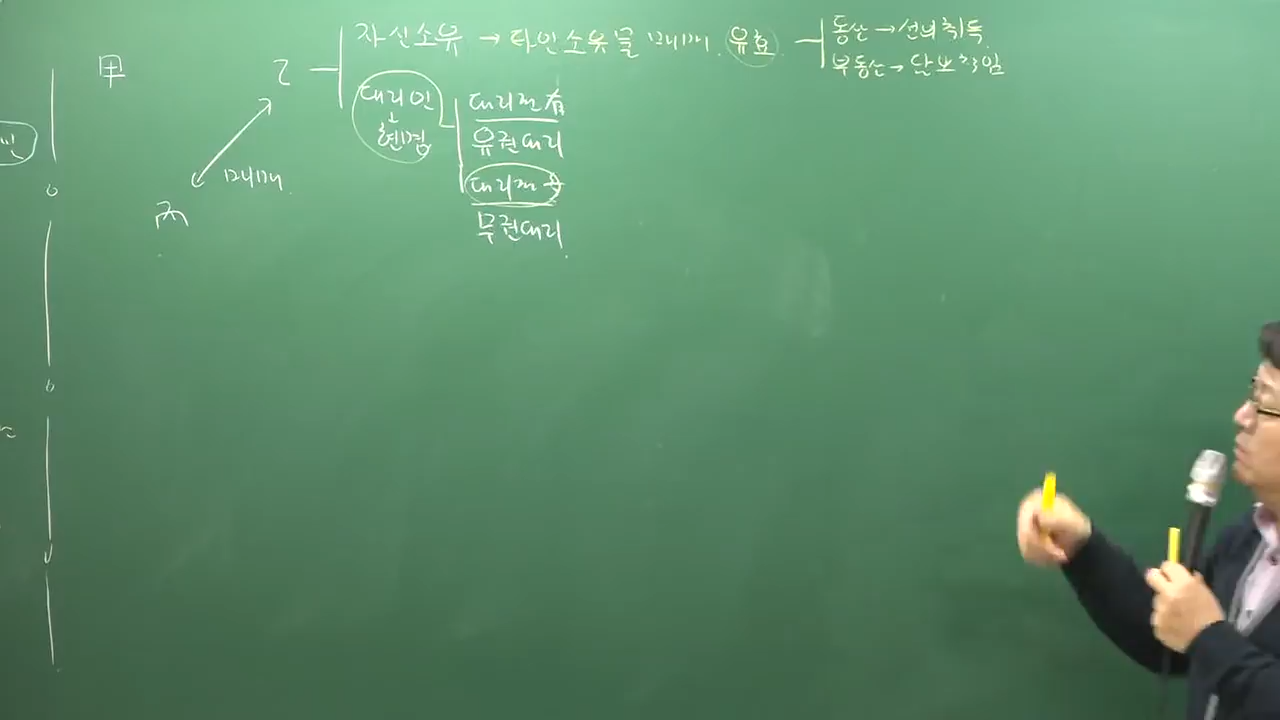 甲
乙
丙
매매
자신소유 → 타인소유물 매매. 유효
동산 → 선의취득
부동산 → 담보책임
대리인
현명
대리권 有
유권대리
대리권
무권대리
인